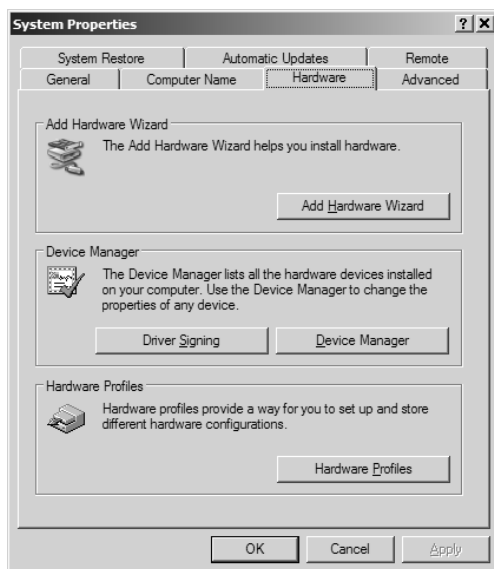 System Properties
? X
System Restore Automatic Updates Remote
General Computer Name Hardware Advanced
Add Hardware Wizard
The Add Hardware Wizard helps you install hardware.
Add Hardware Wizard
Device Manager
The Device Manager lists all the hardware devices installed
on your computer. Use the Device Manager to change the
properties of any device.
Driver Signing Device Manager
Hardware Profiles
Hardware profiles provide a way for you to set up and store
different hardware configurations.
Hardware Profiles
OK Cancel Apply